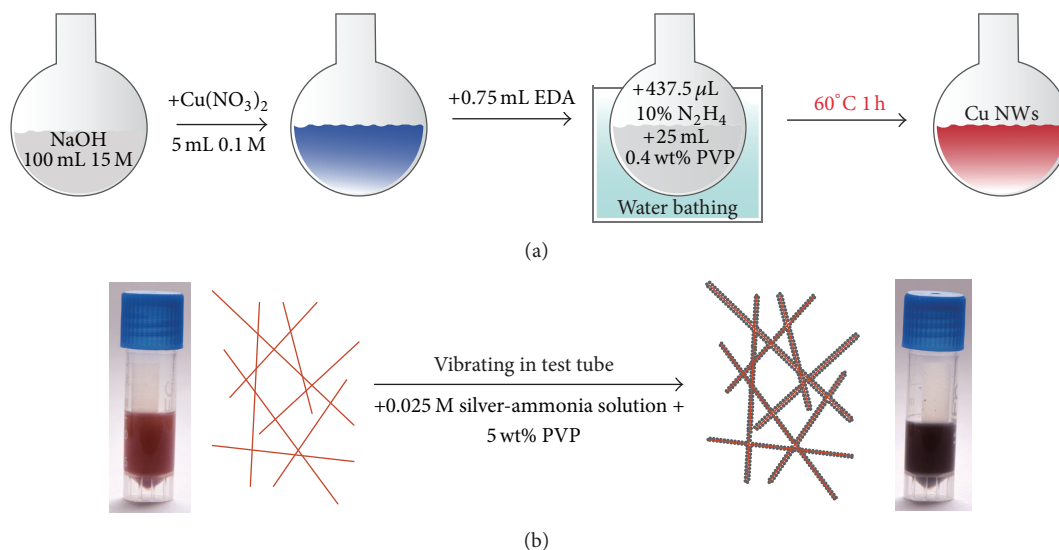 NaOH
100 mL 15 M
+Cu(NO₃)₂
5 mL 0.1 M
+0.75 mL EDA
+437.5 μL
10% N₂H₄
+25 mL
0.4 wt% PVP
Water bathing
60°C 1 h
Cu NWs
(a)
Vibrating in test tube
+0.025 M silver-ammonia solution +
5 wt% PVP
(b)